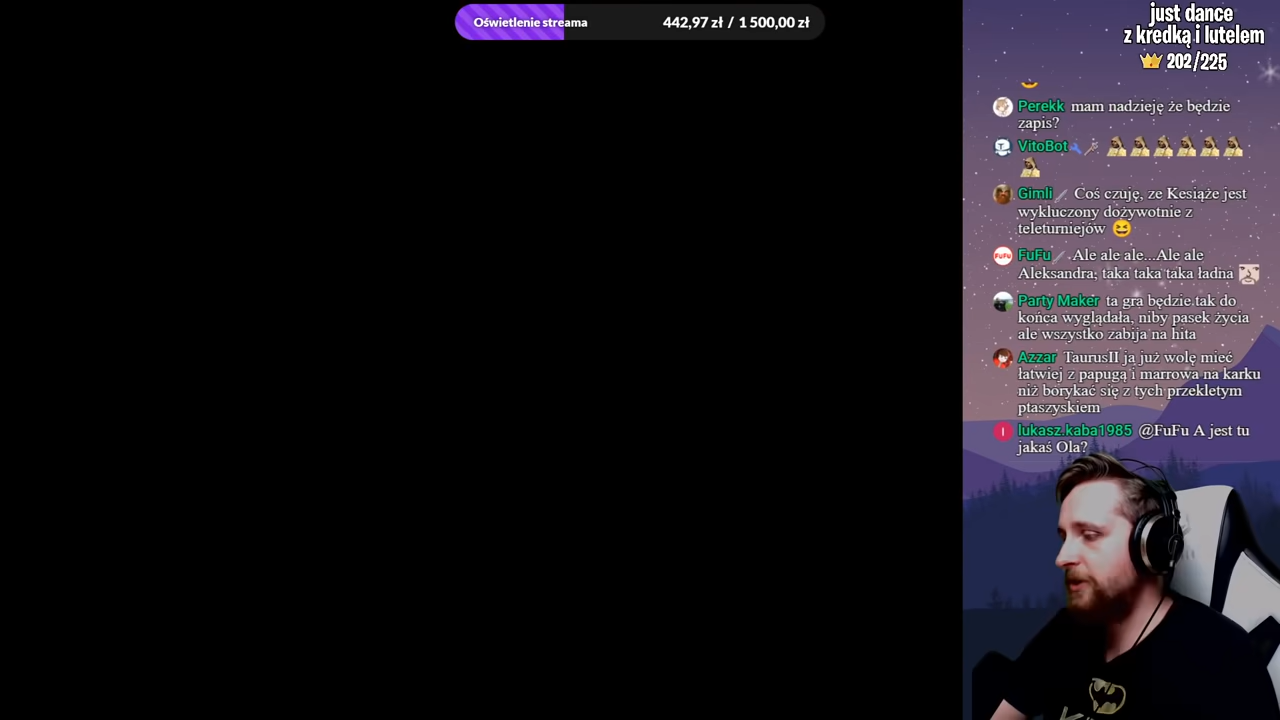 Oświetlenie streama 442,97 zł / 1 500,00 zł
just dance
z kredką i lutelem
202/225
Perekk mam nadzieję że będzie
zapis?
VitoBot
Gimli Coś czuję, ze Kesiąże jest
wykluczony dożywotnie z
teleturniejów
FuFu Ale ale ale...Ale ale
Aleksandra, taka taka taka ładna
Party Maker ta gra będzie tak do
końca wyglądała, niby pasek życia
ale wszystko zabija na hita
Azzar TaurusII ja już wolę mieć
łatwiej z papugą i marrowa na karku
niż borykać się z tych przekletym
ptaszyskiem
lukasz.kaba1985 @FuFu A jest tu
jakaś Ola?